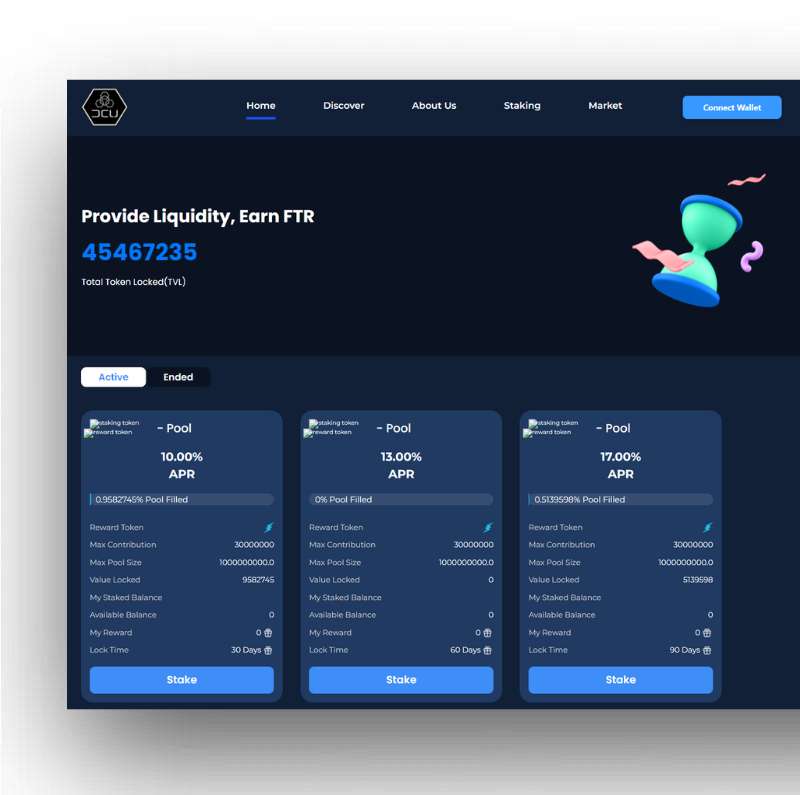 DCU
Home Discover About Us Staking Market Connect Wallet
Provide Liquidity, Earn FTR
45467235
Total Token Locked(TVL)
Active Ended
staking token
reward token
- Pool
10.00%
APR
0.9582745% Pool Filled
Reward Token
Max Contribution 30000000
Max Pool Size 1000000000.0
Value Locked 9582745
My Staked Balance
Available Balance 0
My Reward 0
Lock Time 30 Days
Stake
staking token
reward token
- Pool
13.00%
APR
0% Pool Filled
Reward Token
Max Contribution 30000000
Max Pool Size 1000000000.0
Value Locked 0
My Staked Balance
Available Balance 0
My Reward 0
Lock Time 60 Days
Stake
staking token
reward token
- Pool
17.00%
APR
0.5139598% Pool Filled
Reward Token
Max Contribution 30000000
Max Pool Size 1000000000.0
Value Locked 5139598
My Staked Balance
Available Balance 0
My Reward 0
Lock Time 90 Days
Stake